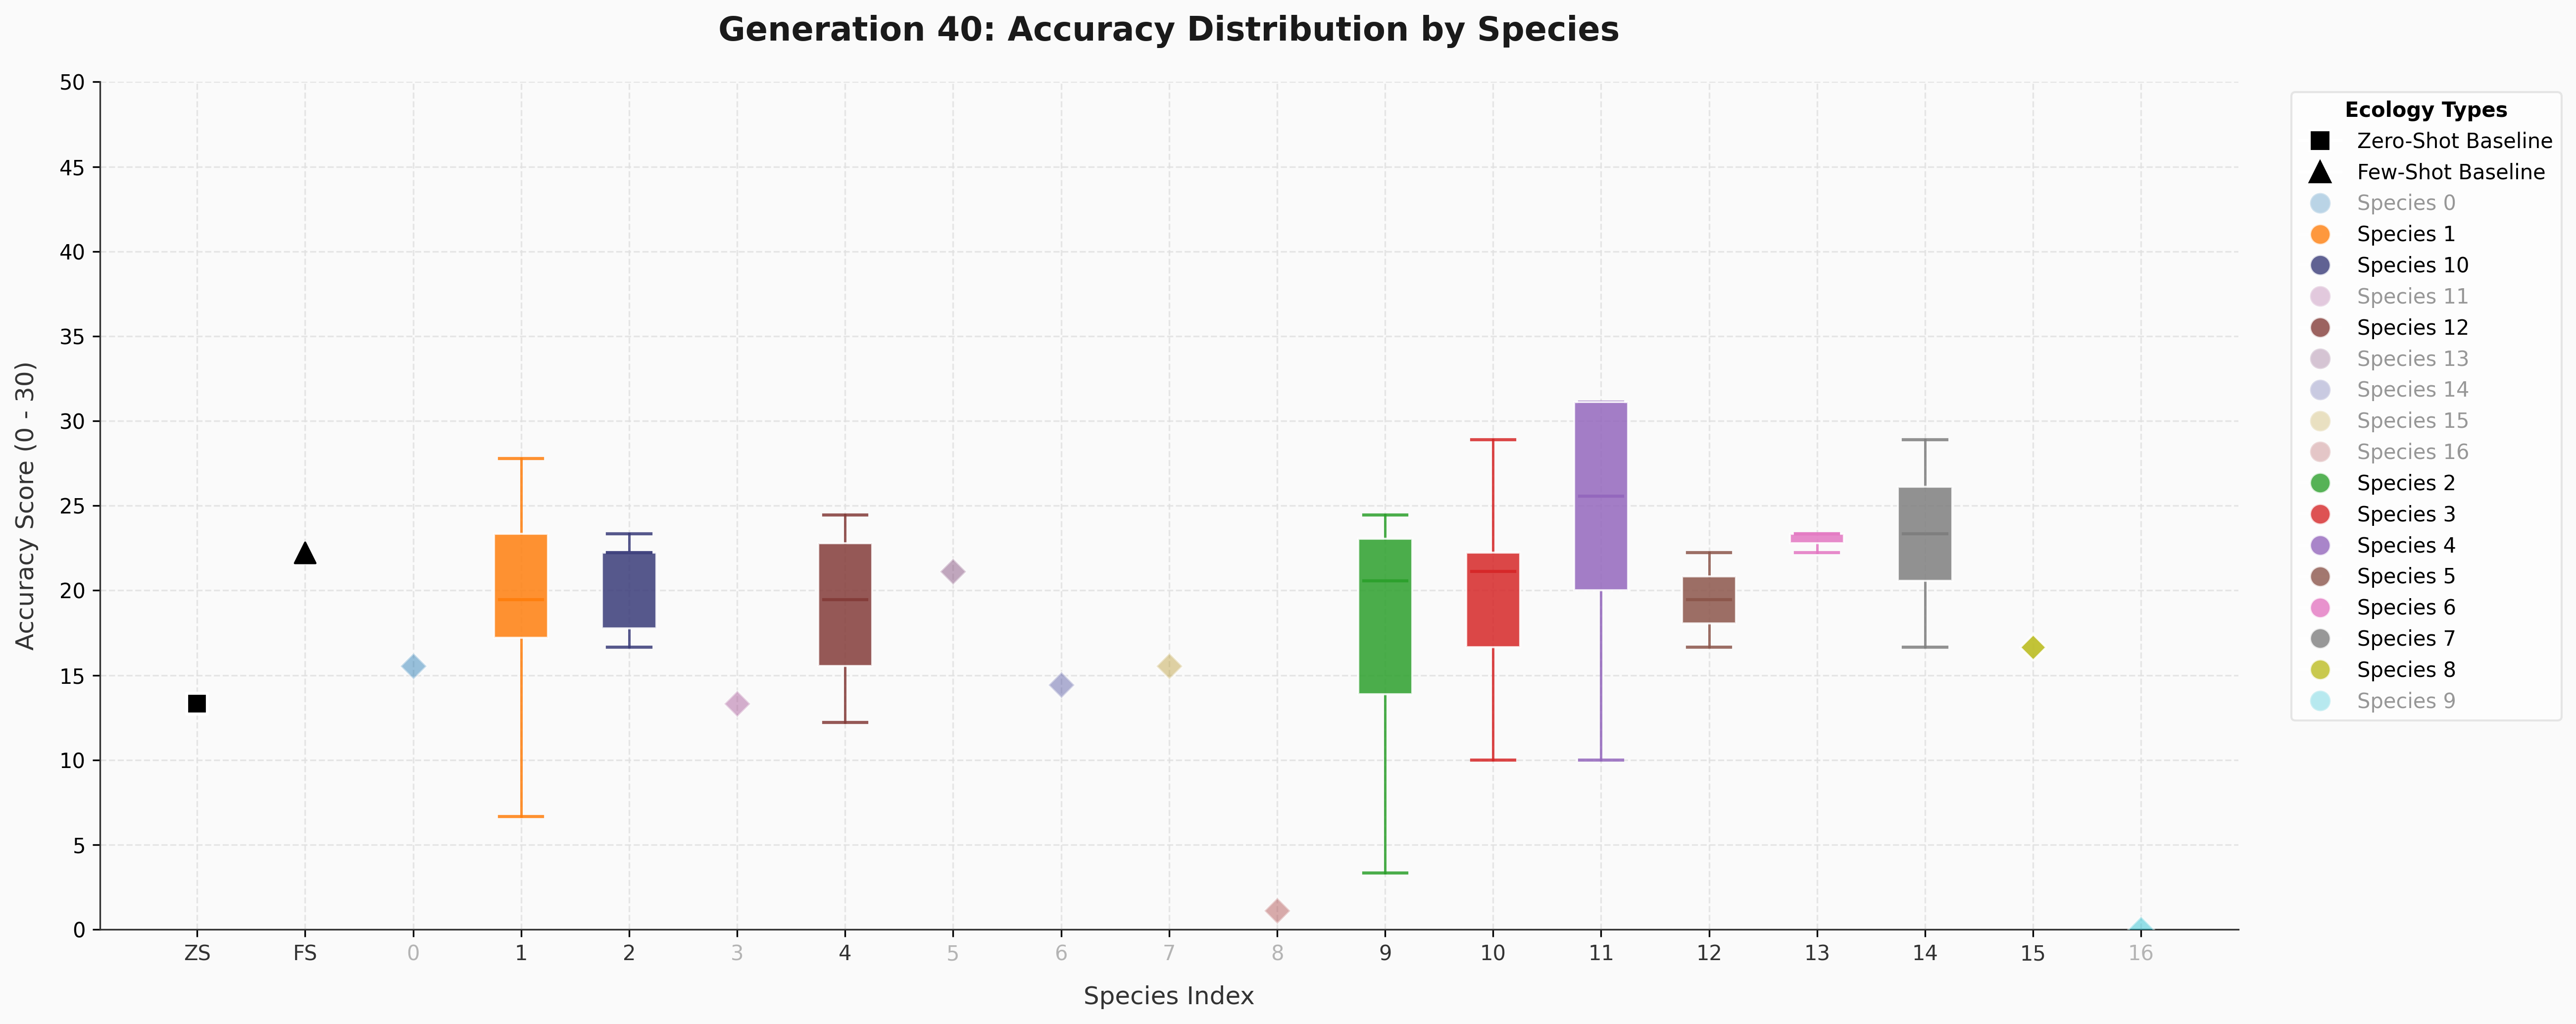 Generation 40: Accuracy Distribution by Species
Accuracy Score (0 - 30)
50
45
40
35
30
25
20
15
10
5
0
ZS FS 0 1 2 3 4 5 6 7 8 9 10 11 12 13 14 15 16
Species Index
Ecology Types
Zero-Shot Baseline
Few-Shot Baseline
Species 0
Species 1
Species 10
Species 11
Species 12
Species 13
Species 14
Species 15
Species 16
Species 2
Species 3
Species 4
Species 5
Species 6
Species 7
Species 8
Species 9